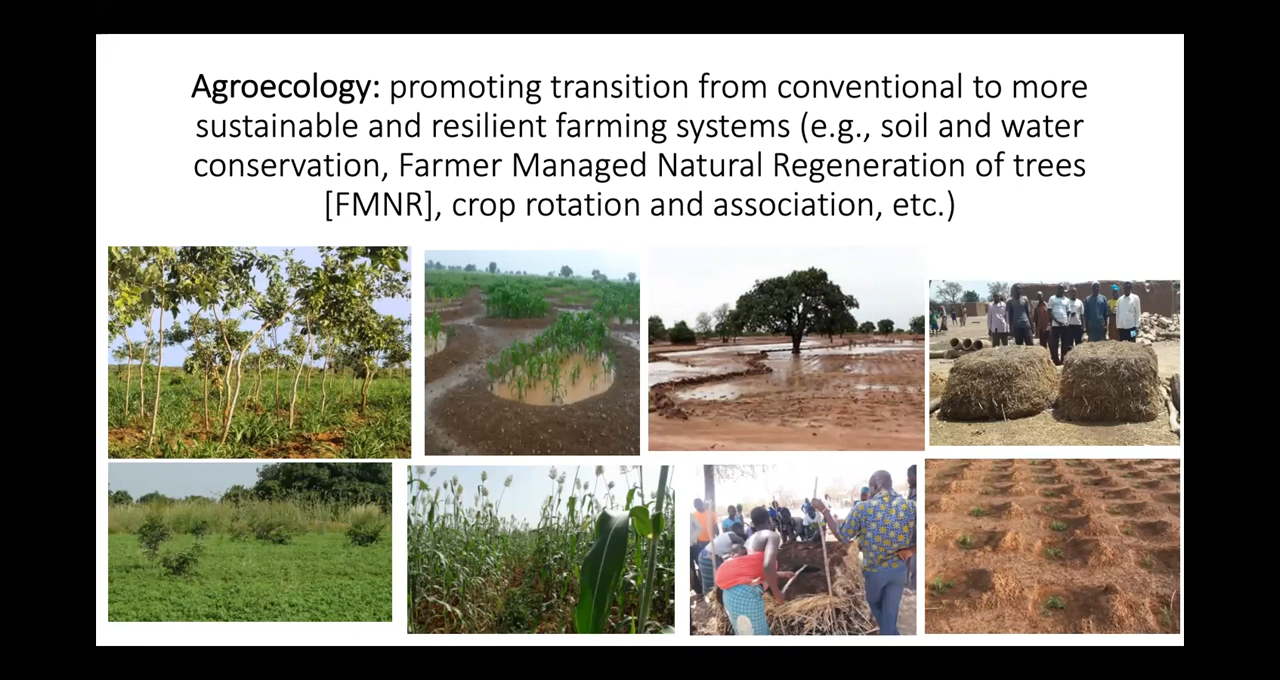 Agroecology: promoting transition from conventional to more
sustainable and resilient farming systems (e.g., soil and water
conservation, Farmer Managed Natural Regeneration of trees
[FMNR], crop rotation and association, etc.)